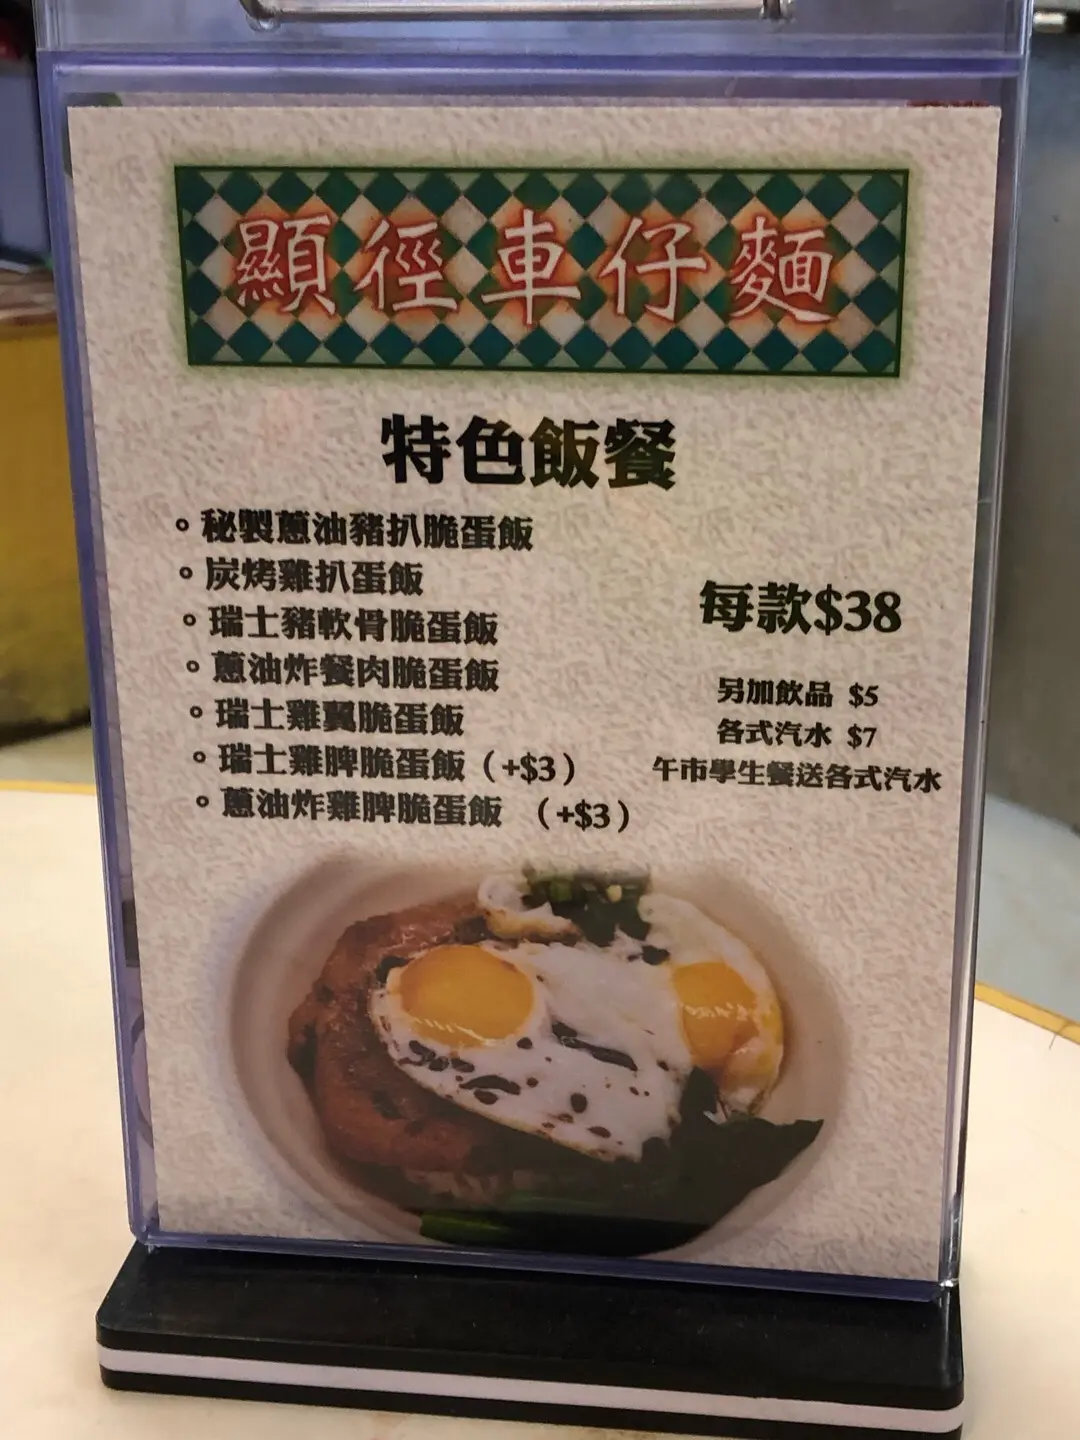 顯徑車仔麵
特色飯餐
。秘製蔥油豬扒脆蛋飯
。炭烤雞扒蛋飯
。瑞士豬軟骨脆蛋飯
。蔥油炸餐肉脆蛋飯
。瑞士雞翼脆蛋飯
。瑞士雞脾脆蛋飯（+$3）
。蔥油炸雞脾脆蛋飯 （+$3）
每款$38
另加飲品 $5
各式汽水 $7
午市學生餐送各式汽水